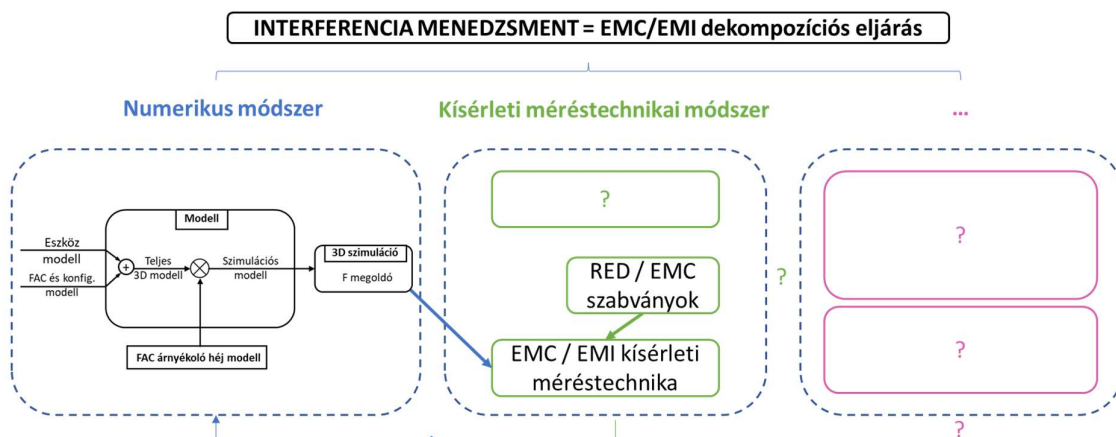 INTERFERENCIA MENEDZSMENT = EMC/EMI dekompozíciós eljárás
Numerikus módszer
Kísérleti méréstechnikai módszer
...
Modell
Eszköz
modell
FAC és konfig.
modell
+
Teljes
3D modell
Szimulációs
modell
FAC árnyékoló héj modell
3D szimuláció
F megoldó
?
RED / EMC
szabványok
EMC / EMI kísérleti
méréstechnika
?
?
?
?